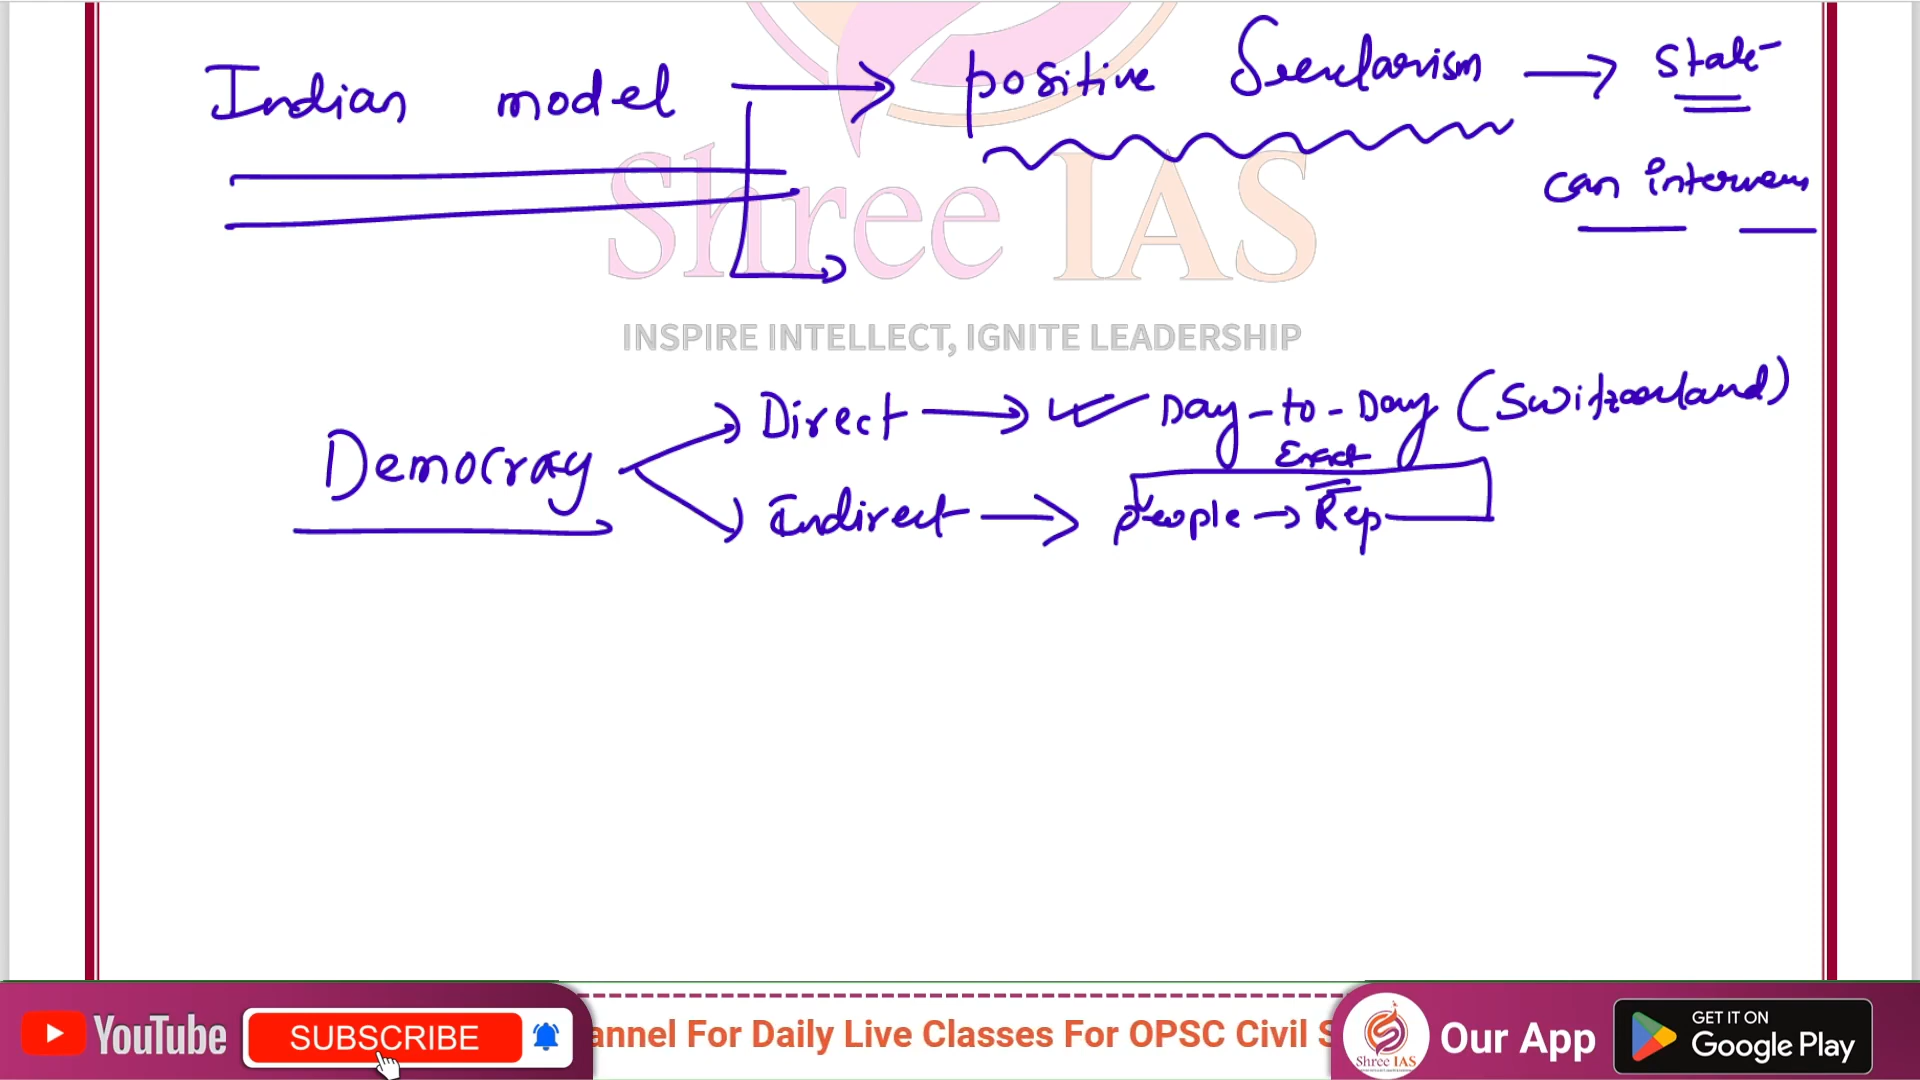 Indian model → positive Secularism → State
can intervene
Shree IAS
INSPIRE INTELLECT, IGNITE LEADERSHIP
Direct → Day-to-Day (Switzerland)
Democracy
Enact
Indirect → people → Rep
YouTube SUBSCRIBE annel For Daily Live Classes For OPSC Civil S Shree IAS Our App GET IT ON Google Play